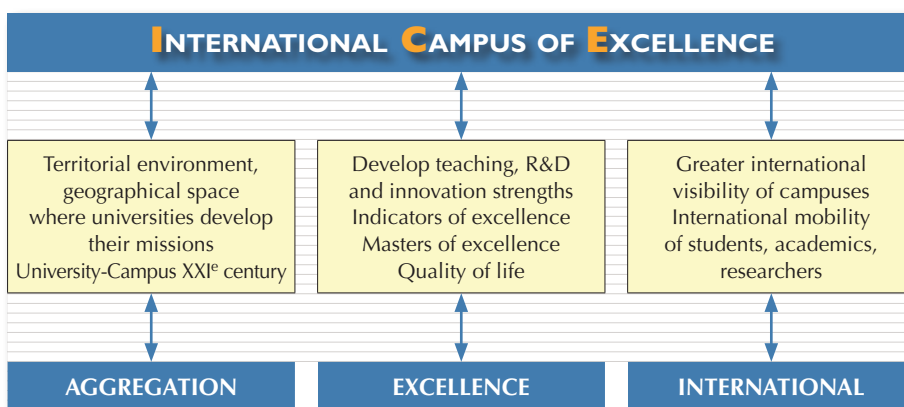 INTERNATIONAL CAMPUS OF EXCELLENCE
Territorial environment,
geographical space
where universities develop
their missions
University-Campus XXIᵉ century
Develop teaching, R&D
and innovation strengths
Indicators of excellence
Masters of excellence
Quality of life
Greater international
visibility of campuses
International mobility
of students, academics,
researchers
AGGREGATION
EXCELLENCE
INTERNATIONAL